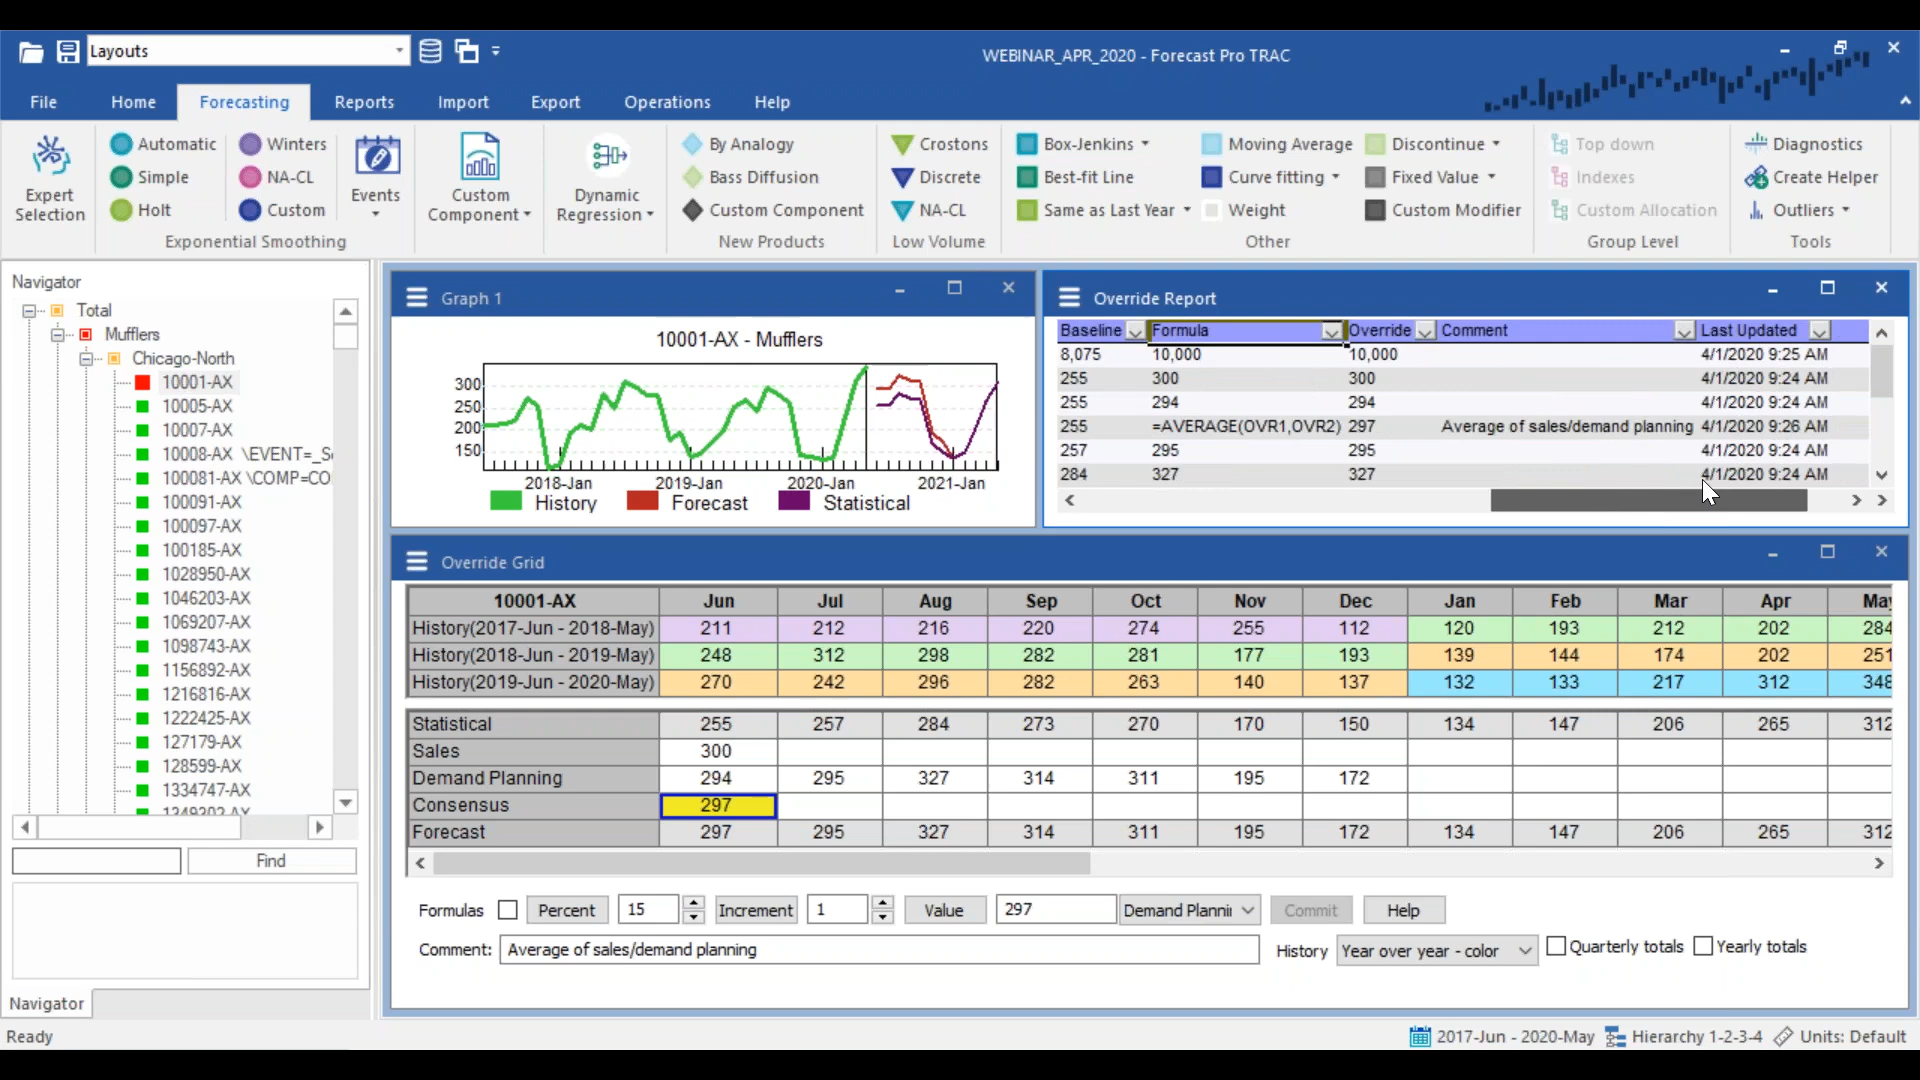 Layouts
WEBINAR_APR_2020 - Forecast Pro TRAC
File Home Forecasting Reports Import Export Operations Help
Expert Selection
Automatic Winters
Simple NA-CL
Holt Custom
Exponential Smoothing
Events
Custom Component
Dynamic Regression
By Analogy
Bass Diffusion
Custom Component
New Products
Crostons
Discrete
NA-CL
Low Volume
Box-Jenkins Moving Average Discontinue
Best-fit Line Curve fitting Fixed Value
Same as Last Year Weight Custom Modifier
Other
Top down
Indexes
Custom Allocation
Group Level
Diagnostics
Create Helper
Outliers
Tools
Navigator
Total
Mufflers
Chicago-North
10001-AX
10005-AX
10007-AX
10008-AX \EVENT=_S
100081-AX \COMP=CO
100091-AX
100097-AX
100185-AX
1028950-AX
1046203-AX
1069207-AX
1098743-AX
1156892-AX
1216816-AX
1222425-AX
127179-AX
128599-AX
1334747-AX
1349302-AX
Find
Navigator
Graph 1
10001-AX - Mufflers
300
250
200
150
2018-Jan 2019-Jan 2020-Jan 2021-Jan
History Forecast Statistical
Override Report
Baseline Formula Override Comment Last Updated
8,075 10,000 10,000 4/1/2020 9:25 AM
255 300 300 4/1/2020 9:24 AM
255 294 294 4/1/2020 9:24 AM
255 =AVERAGE(OVR1,OVR2) 297 Average of sales/demand planning 4/1/2020 9:26 AM
257 295 295 4/1/2020 9:24 AM
284 327 327 4/1/2020 9:24 AM
Override Grid
10001-AX Jun Jul Aug Sep Oct Nov Dec Jan Feb Mar Apr May
History(2017-Jun - 2018-May) 211 212 216 220 274 255 112 120 193 212 202 284
History(2018-Jun - 2019-May) 248 312 298 282 281 177 193 139 144 174 202 251
History(2019-Jun - 2020-May) 270 242 296 282 263 140 137 132 133 217 312 348
Statistical 255 257 284 273 270 170 150 134 147 206 265 312
Sales 300
Demand Planning 294 295 327 314 311 195 172
Consensus 297
Forecast 297 295 327 314 311 195 172 134 147 206 265 312
Formulas Percent 15 Increment 1 Value 297 Demand Planni Commit Help
Comment: Average of sales/demand planning History Year over year - color Quarterly totals Yearly totals
Ready 2017-Jun - 2020-May Hierarchy 1-2-3-4 Units: Default